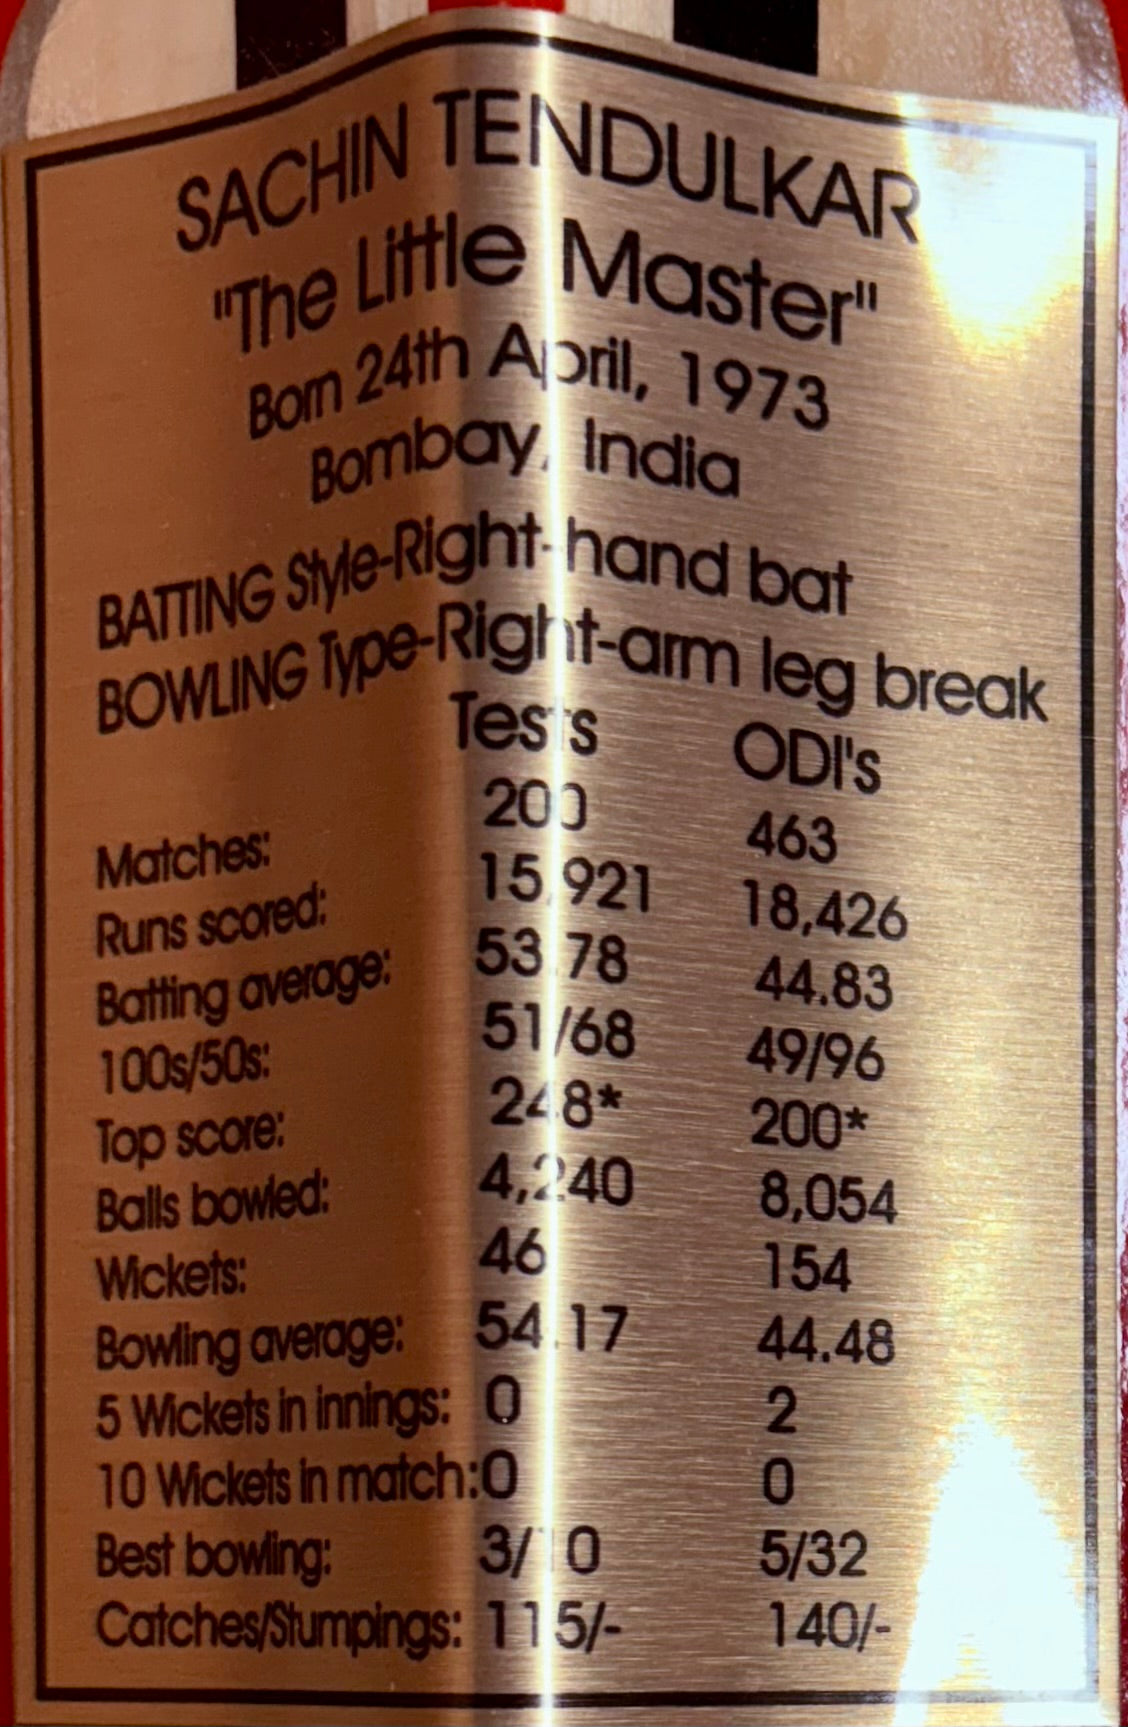 SACHIN TENDULKAR
"The Little Master"
Born 24th April, 1973
Bombay, India
BATTING Style-Right-hand bat
BOWLING Type-Right-arm leg break
Tests ODI's
Matches: 200 463
Runs scored: 15,921 18,426
Batting average: 53.78 44.83
100s/50s: 51/68 49/96
Top score: 248* 200*
Balls bowled: 4,240 8,054
Wickets: 46 154
Bowling average: 54.17 44.48
5 Wickets in innings: 0 2
10 Wickets in match: 0 0
Best bowling: 3/10 5/32
Catches/Stumpings: 115/- 140/-